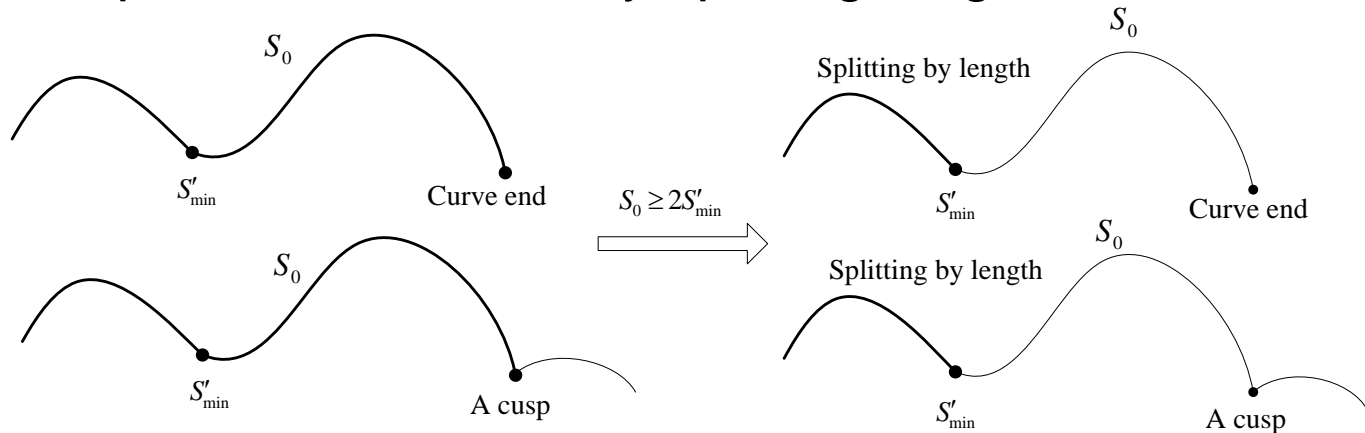 S₀
S′min
Curve end
S₀
S′min
A cusp
S₀ ≥ 2S′min
S₀
Splitting by length
S′min
Curve end
S₀
Splitting by length
S′min
A cusp